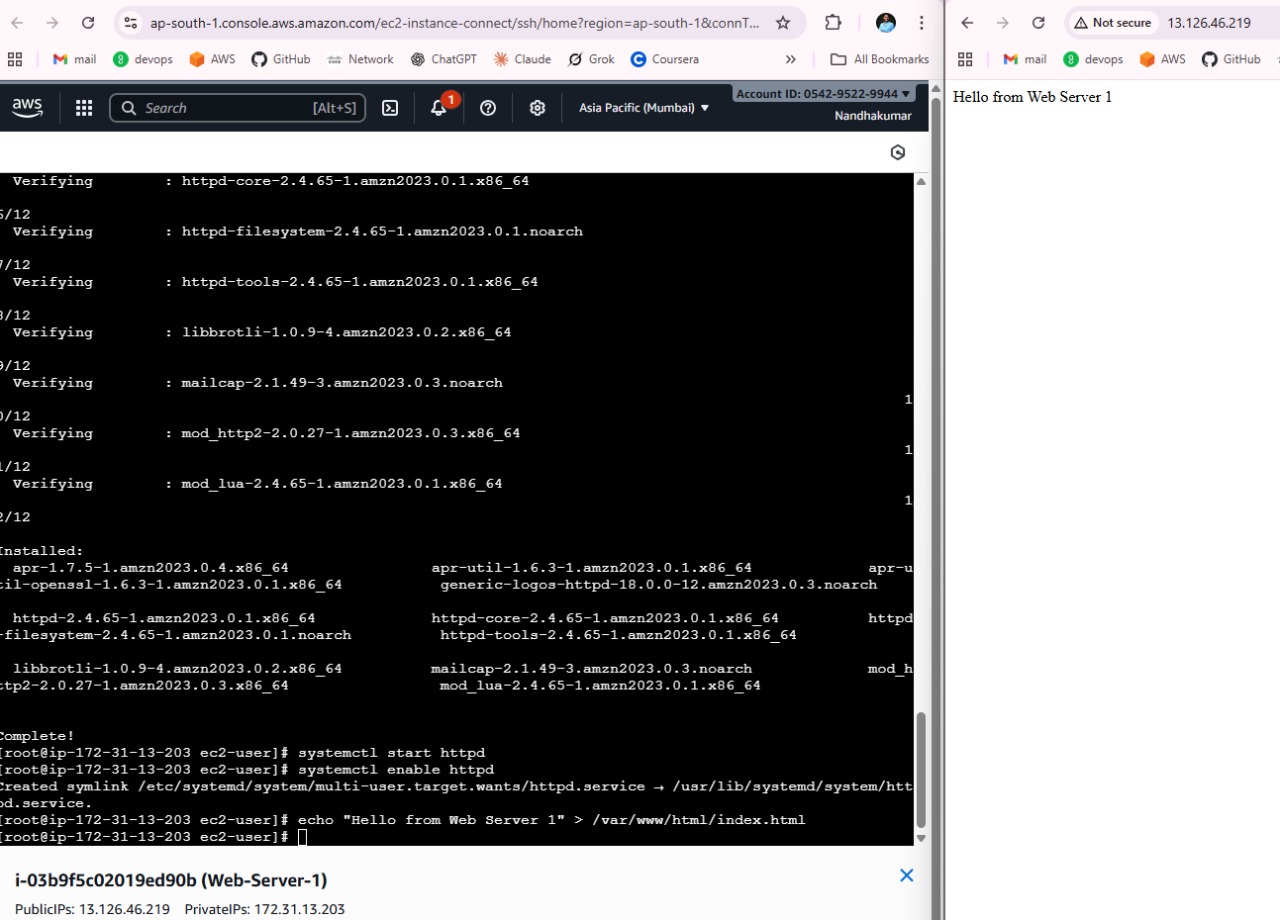 ap-south-1.console.aws.amazon.com/ec2-instance-connect/ssh/home?region=ap-south-1&connT...
mail devops AWS GitHub Network ChatGPT Claude Grok Coursera » All Bookmarks
aws Search [Alt+S] 1 Asia Pacific (Mumbai) Account ID: 0542-9522-9944
Nandhakumar
Verifying : httpd-core-2.4.65-1.amzn2023.0.1.x86_64
6/12
Verifying : httpd-filesystem-2.4.65-1.amzn2023.0.1.noarch
7/12
Verifying : httpd-tools-2.4.65-1.amzn2023.0.1.x86_64
8/12
Verifying : libbrotli-1.0.9-4.amzn2023.0.2.x86_64
9/12
Verifying : mailcap-2.1.49-3.amzn2023.0.3.noarch
1
0/12
Verifying : mod_http2-2.0.27-1.amzn2023.0.3.x86_64
1
1/12
Verifying : mod_lua-2.4.65-1.amzn2023.0.1.x86_64
1
2/12
Installed:
apr-1.7.5-1.amzn2023.0.4.x86_64 apr-util-1.6.3-1.amzn2023.0.1.x86_64 apr-u
til-openssl-1.6.3-1.amzn2023.0.1.x86_64 generic-logos-httpd-18.0.0-12.amzn2023.0.3.noarch
httpd-2.4.65-1.amzn2023.0.1.x86_64 httpd-core-2.4.65-1.amzn2023.0.1.x86_64 httpd
-filesystem-2.4.65-1.amzn2023.0.1.noarch httpd-tools-2.4.65-1.amzn2023.0.1.x86_64
libbrotli-1.0.9-4.amzn2023.0.2.x86_64 mailcap-2.1.49-3.amzn2023.0.3.noarch mod_h
ttp2-2.0.27-1.amzn2023.0.3.x86_64 mod_lua-2.4.65-1.amzn2023.0.1.x86_64
Complete!
[root@ip-172-31-13-203 ec2-user]# systemctl start httpd
[root@ip-172-31-13-203 ec2-user]# systemctl enable httpd
Created symlink /etc/systemd/system/multi-user.target.wants/httpd.service → /usr/lib/systemd/system/htt
pd.service.
[root@ip-172-31-13-203 ec2-user]# echo "Hello from Web Server 1" > /var/www/html/index.html
[root@ip-172-31-13-203 ec2-user]#
i-03b9f5c02019ed90b (Web-Server-1)
PublicIPs: 13.126.46.219 PrivateIPs: 172.31.13.203
Not secure 13.126.46.219
mail devops AWS GitHub
Hello from Web Server 1